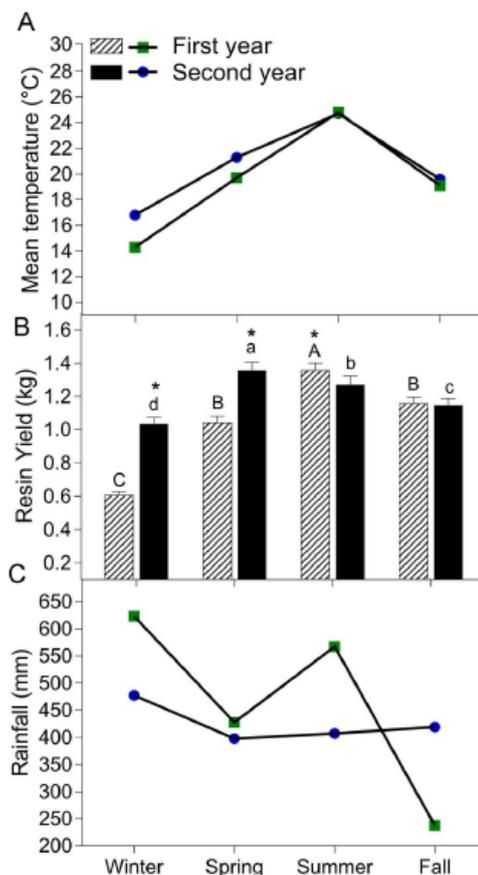 A
First year
Second year
Mean temperature (°C)
30
28
26
24
22
20
18
16
14
12
10
B
Resin Yield (kg)
1.6
1.4
1.2
1.0
0.8
0.6
0.4
0.2
C
* d
B
* a
* A
b
B
c
C
Rainfall (mm)
650
600
550
500
450
400
350
300
250
200
Winter Spring Summer Fall